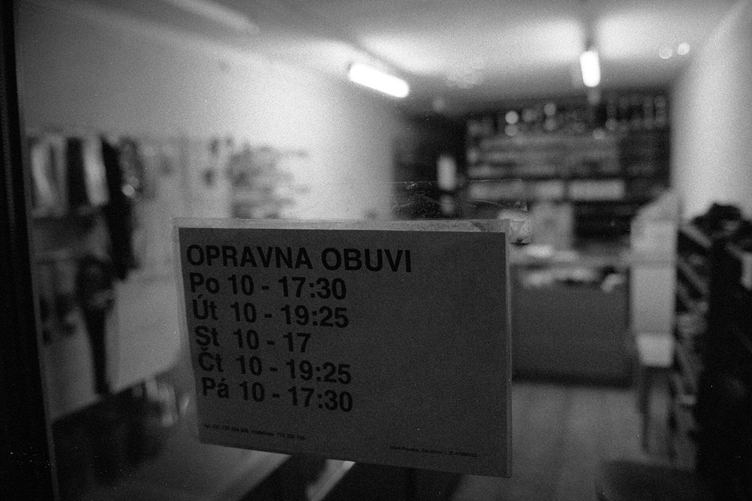 OPRAVNA OBUVI
Po 10 - 17:30
Út 10 - 19:25
St 10 - 17
Čt 10 - 19:25
Pá 10 - 17:30